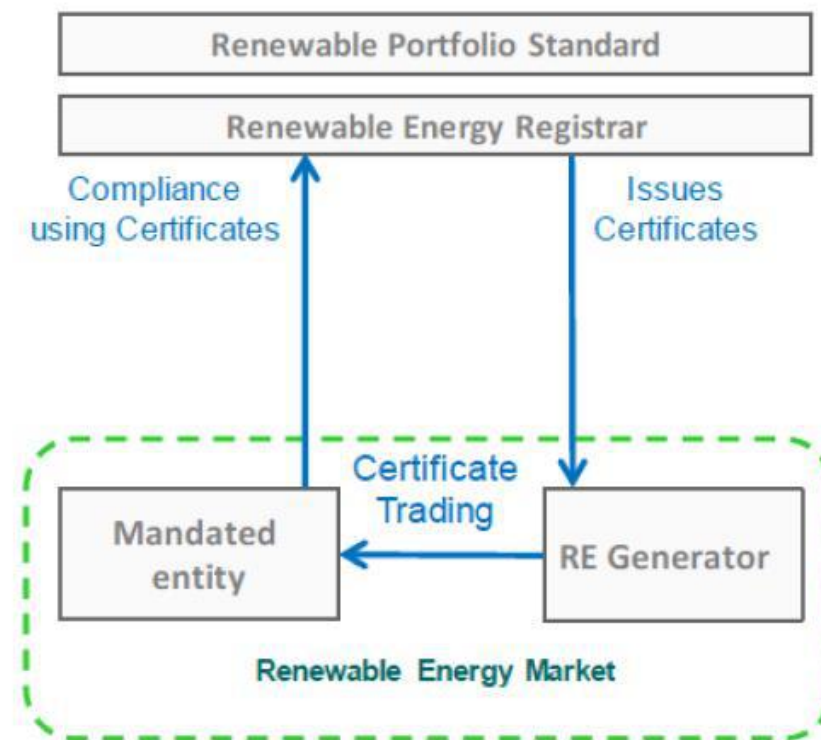 Renewable Portfolio Standard
Renewable Energy Registrar
Compliance
using Certificates
Issues
Certificates
Certificate
Trading
Mandated
entity
RE Generator
Renewable Energy Market